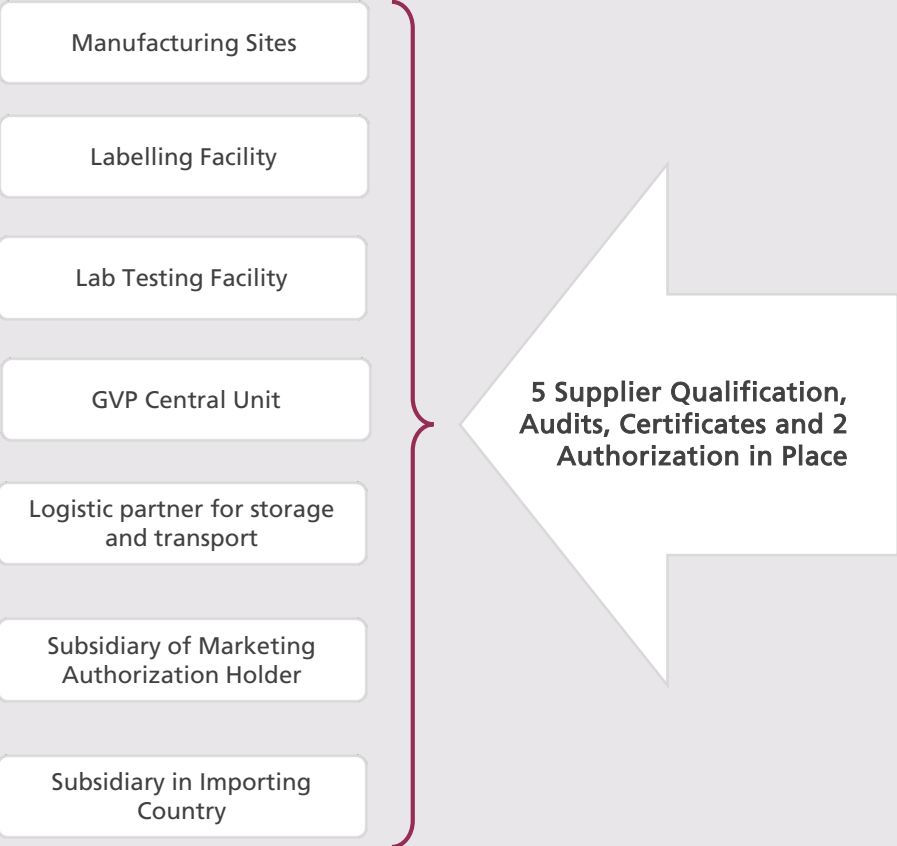 Manufacturing Sites
Labelling Facility
Lab Testing Facility
GVP Central Unit
Logistic partner for storage
and transport
Subsidiary of Marketing
Authorization Holder
Subsidiary in Importing
Country
5 Supplier Qualification,
Audits, Certificates and 2
Authorization in Place